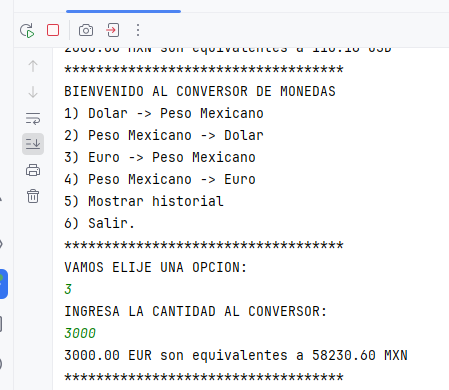 2000.00 MXN son equivalentes a 116.16 USD
***********************************
BIENVENIDO AL CONVERSOR DE MONEDAS
1) Dolar -> Peso Mexicano
2) Peso Mexicano -> Dolar
3) Euro -> Peso Mexicano
4) Peso Mexicano -> Euro
5) Mostrar historial
6) Salir.
***********************************
VAMOS ELIJE UNA OPCION:
3
INGRESA LA CANTIDAD AL CONVERSOR:
3000
3000.00 EUR son equivalentes a 58230.60 MXN
***********************************